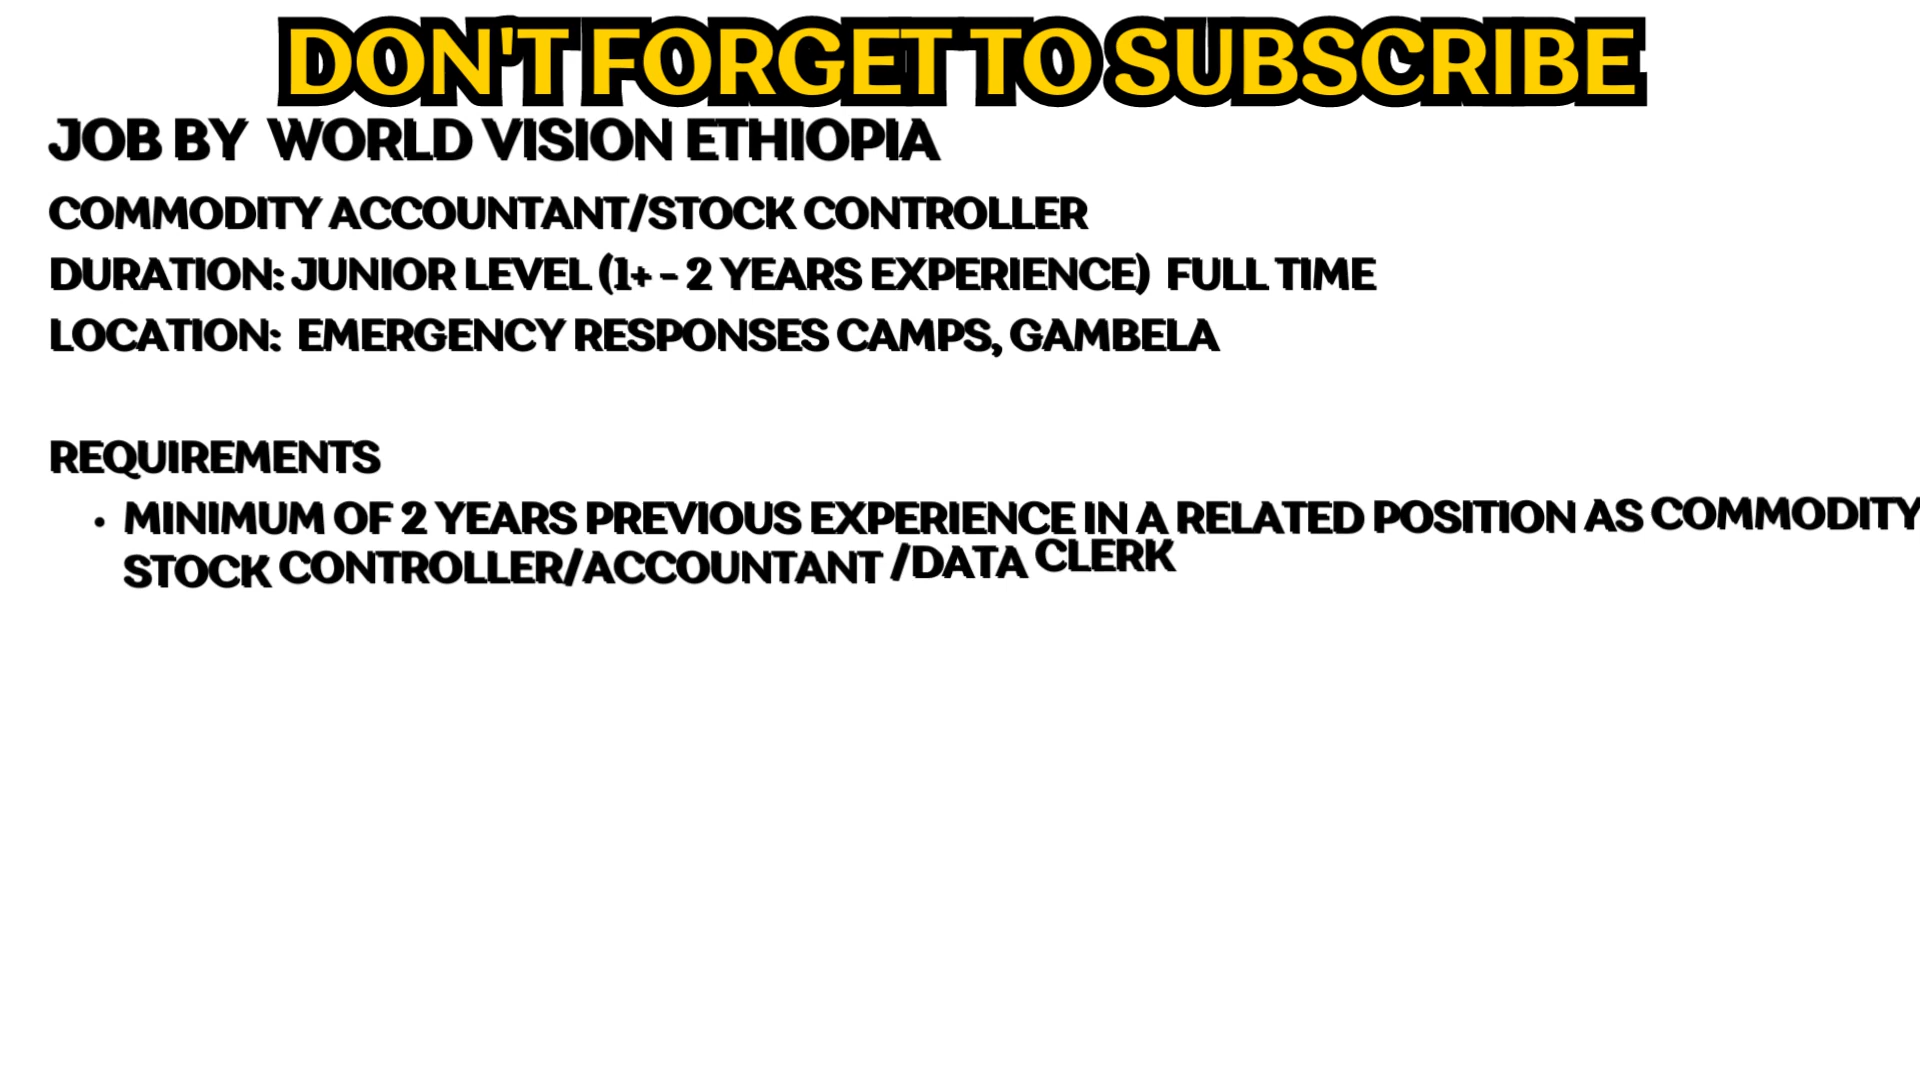 DON'T FORGET TO SUBSCRIBE
JOB BY WORLD VISION ETHIOPIA
COMMODITY ACCOUNTANT/STOCK CONTROLLER
DURATION: JUNIOR LEVEL (1+ - 2 YEARS EXPERIENCE) FULL TIME
LOCATION: EMERGENCY RESPONSES CAMPS, GAMBELA
REQUIREMENTS
• MINIMUM OF 2 YEARS PREVIOUS EXPERIENCE IN A RELATED POSITION AS COMMODITY
STOCK CONTROLLER/ACCOUNTANT /DATA CLERK